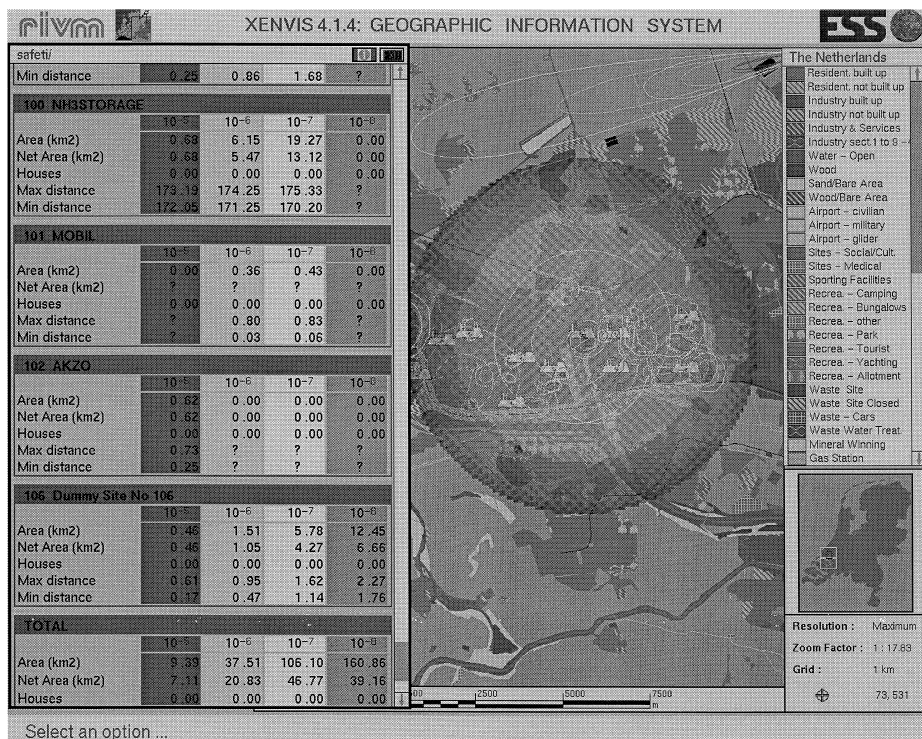 rivm
XENVIS 4.1.4: GEOGRAPHIC INFORMATION SYSTEM
ESS
safeti/
Min distance 0.25 0.86 1.68 ?
100 NH3STORAGE
10-5 10-6 10-7 10-8
Area (km2) 0.68 6.15 19.27 0.00
Net Area (km2) 0.68 5.47 13.12 0.00
Houses 0.00 0.00 0.00 0.00
Max distance 173.19 174.25 175.33 ?
Min distance 172.05 171.25 170.20 ?
101 MOBIL
10-5 10-6 10-7 10-8
Area (km2) 0.00 0.36 0.43 0.00
Net Area (km2) ? ? ? ?
Houses 0.00 0.00 0.00 0.00
Max distance ? 0.80 0.83 ?
Min distance ? 0.03 0.06 ?
102 AKZO
10-5 10-6 10-7 10-8
Area (km2) 0.62 0.00 0.00 0.00
Net Area (km2) 0.62 0.00 0.00 0.00
Houses 0.00 0.00 0.00 0.00
Max distance 0.73 ? ? ?
Min distance 0.25 ? ? ?
106 Dummy Site No 106
10-5 10-6 10-7 10-8
Area (km2) 0.46 1.51 5.78 12.45
Net Area (km2) 0.46 1.05 4.27 6.66
Houses 0.00 0.00 0.00 0.00
Max distance 0.61 0.95 1.62 2.27
Min distance 0.17 0.47 1.14 1.76
TOTAL
10-5 10-6 10-7 10-8
Area (km2) 9.39 37.51 106.10 160.86
Net Area (km2) 7.11 20.83 46.77 39.16
Houses 0.00 0.00 0.00 0.00
2500 5000 7500
m
The Netherlands
Resident. built up
Resident. not built up
Industry built up
Industry not built up
Industry & Services
Industry sect.1 to 9 -
Water - Open
Wood
Sand/Bare Area
Wood/Bare Area
Airport - civilian
Airport - military
Airport - glider
Sites - Social/Cult.
Sites - Medical
Sporting Facilities
Recrea. - Camping
Recrea. - Bungalows
Recrea. - other
Recrea. - Park
Recrea. - Tourist
Recrea. - Yachting
Recrea. - Allotment
Waste Site
Waste Site Closed
Waste - Cars
Waste Water Treat.
Mineral Winning
Gas Station
Resolution : Maximum
Zoom Factor : 1 : 17.83
Grid : 1 km
73, 531
Select an option ...